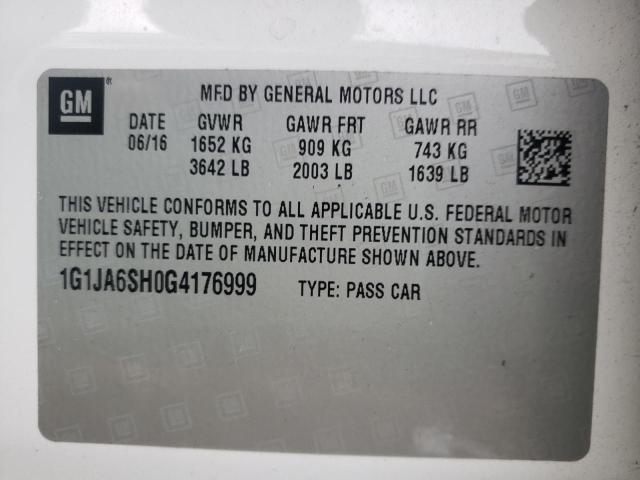 GM
MFD BY GENERAL MOTORS LLC
DATE GVWR GAWR FRT GAWR RR
06/16 1652 KG 909 KG 743 KG
3642 LB 2003 LB 1639 LB
THIS VEHICLE CONFORMS TO ALL APPLICABLE U.S. FEDERAL MOTOR
VEHICLE SAFETY, BUMPER, AND THEFT PREVENTION STANDARDS IN
EFFECT ON THE DATE OF MANUFACTURE SHOWN ABOVE.
1G1JA6SH0G4176999 TYPE: PASS CAR